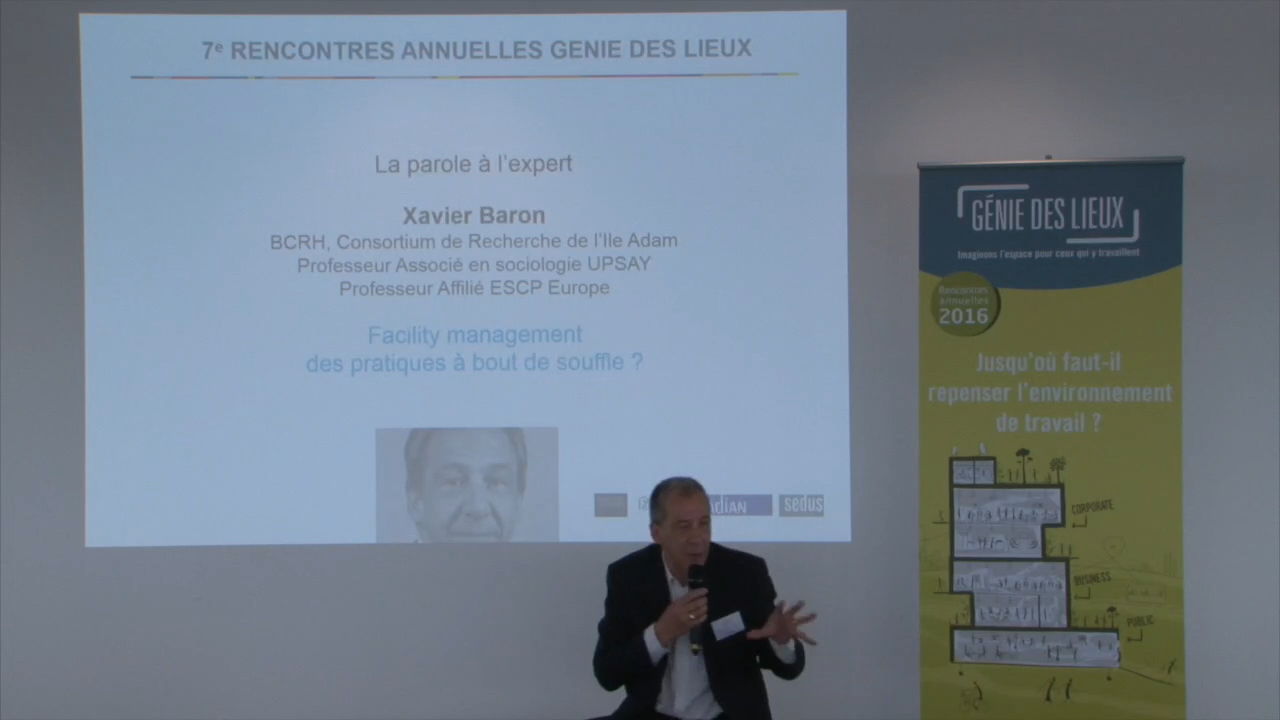 7e RENCONTRES ANNUELLES GENIE DES LIEUX
La parole à l'expert
Xavier Baron
BCRH, Consortium de Recherche de l'Ile Adam
Professeur Associé en sociologie UPSAY
Professeur Affilié ESCP Europe
Facility management
des pratiques à bout de souffle ?
sedus
GÉNIE DES LIEUX
Imaginons l'espace pour ceux qui y travaillent
Rencontres
annuelles
2016
Jusqu'où faut-il
repenser l'environnement
de travail ?
CORPORATE
BUSINESS
PUBLIC